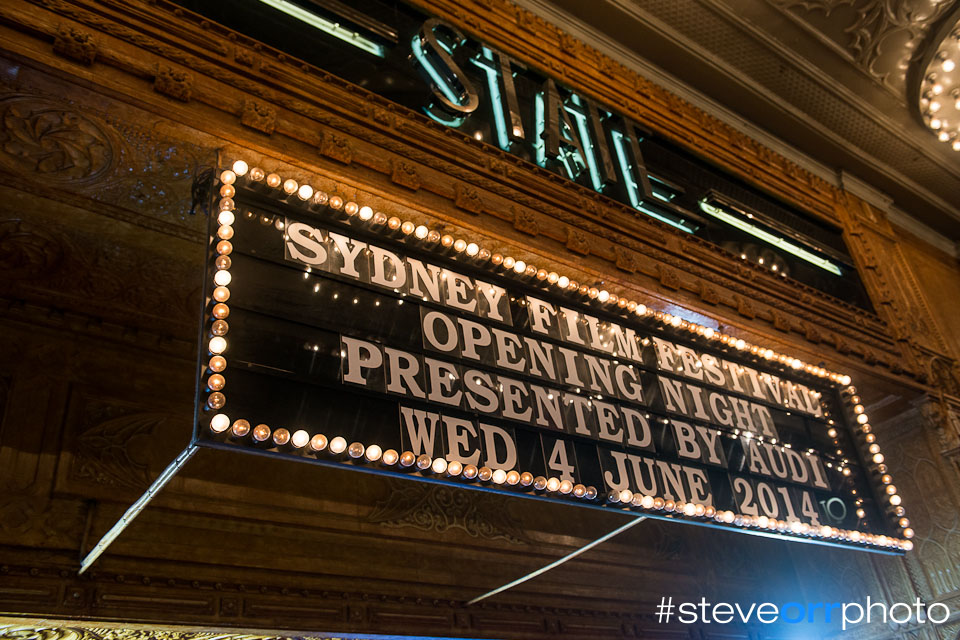 STATE
SYDNEY FILM FESTIVAL
OPENING NIGHT
PRESENTED BY AUDI
WED 4 JUNE 2014
#steveorrphoto